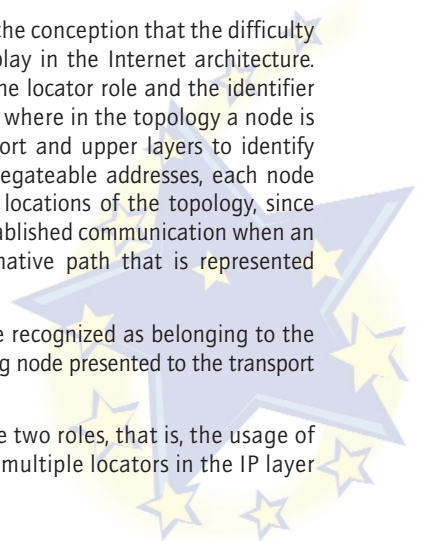 the conception that the difficulty
play in the Internet architecture.
ne locator role and the identifier
where in the topology a node is
port and upper layers to identify
egateable addresses, each node
locations of the topology, since
ablished communication when an
native path that is represented
e recognized as belonging to the
g node presented to the transport
e two roles, that is, the usage of
multiple locators in the IP layer